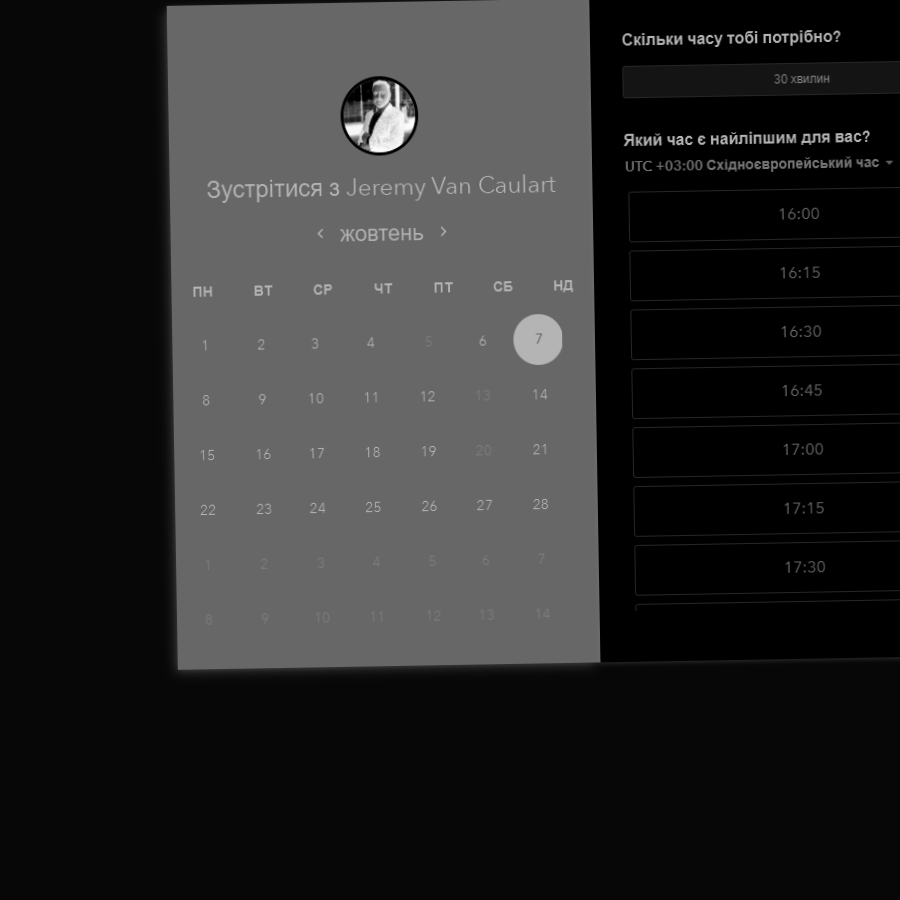 Зустрітися з Jeremy Van Caulart
жовтень
ПН ВТ СР ЧТ ПТ СБ НД
1 2 3 4 5 6 7
8 9 10 11 12 13 14
15 16 17 18 19 20 21
22 23 24 25 26 27 28
1 2 3 4 5 6 7
8 9 10 11 12 13 14
Скільки часу тобі потрібно?
30 хвилин
Який час є найліпшим для вас?
UTC +03:00 Східноєвропейський час
16:00
16:15
16:30
16:45
17:00
17:15
17:30